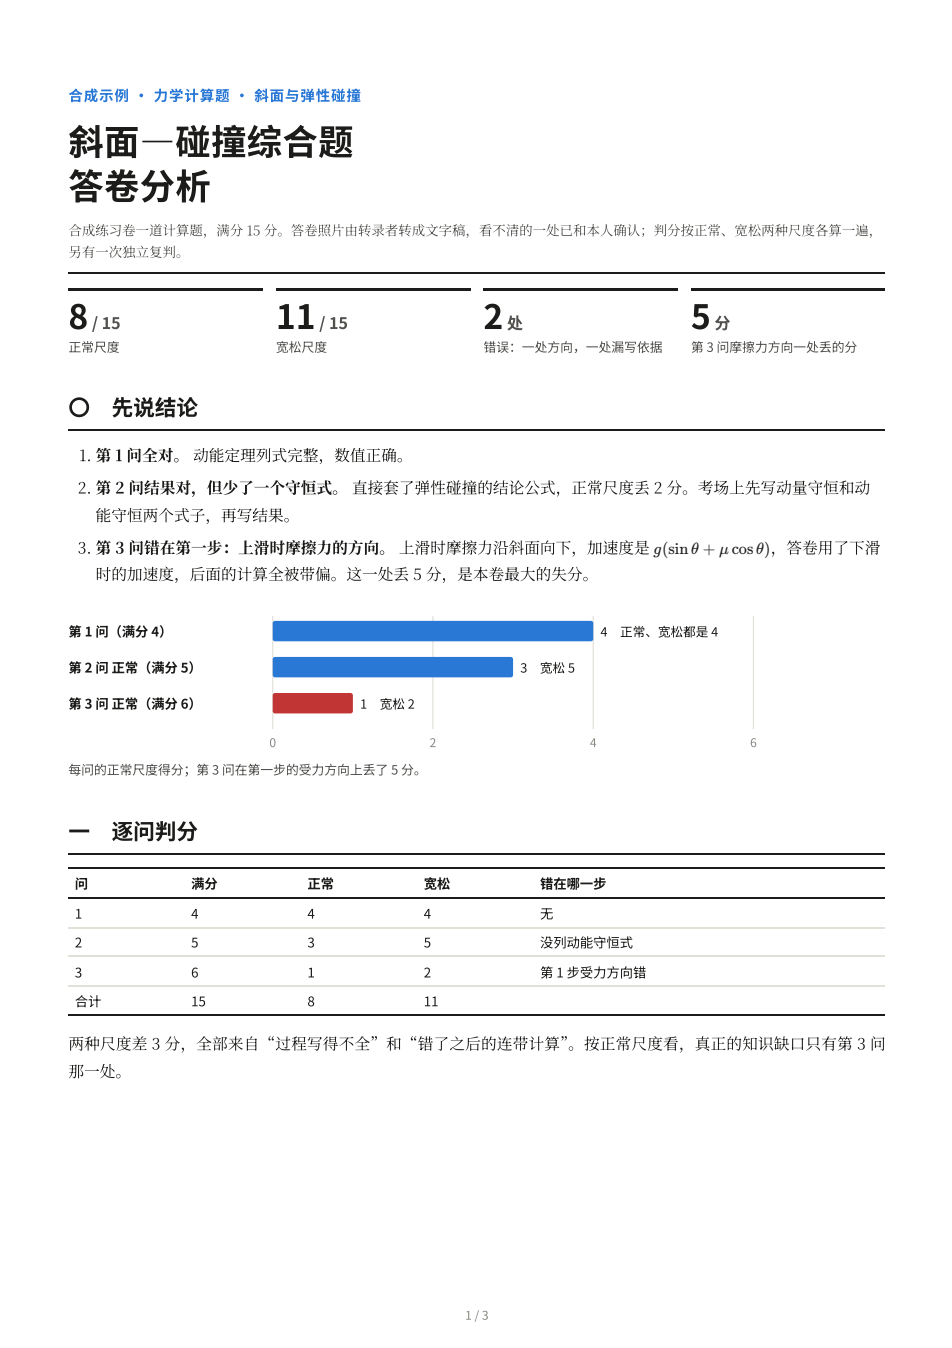 合成示例 · 力学计算题 · 斜面与弹性碰撞
斜面—碰撞综合题
答卷分析
合成练习卷一道计算题，满分 15 分。答卷照片由转录者转成文字稿，看不清的一处已和本人确认；判分按正常、宽松两种尺度各算一遍，
另有一次独立复判。
8 / 15
正常尺度
11 / 15
宽松尺度
2 处
错误：一处方向，一处漏写依据
5 分
第 3 问摩擦力方向一处丢的分
〇 先说结论
1. 第 1 问全对。 动能定理列式完整，数值正确。
2. 第 2 问结果对，但少了一个守恒式。 直接套了弹性碰撞的结论公式，正常尺度丢 2 分。考场上先写动量守恒和动
能守恒两个式子，再写结果。
3. 第 3 问错在第一步：上滑时摩擦力的方向。 上滑时摩擦力沿斜面向下，加速度是 g(sin θ + μ cos θ)，答卷用了下滑
时的加速度，后面的计算全被带偏。这一处丢 5 分，是本卷最大的失分。
第 1 问（满分 4） 4 正常、宽松都是 4
第 2 问 正常（满分 5） 3 宽松 5
第 3 问 正常（满分 6） 1 宽松 2
0 2 4 6
每问的正常尺度得分；第 3 问在第一步的受力方向上丢了 5 分。
一 逐问判分
问 满分 正常 宽松 错在哪一步
1 4 4 4 无
2 5 3 5 没列动能守恒式
3 6 1 2 第 1 步受力方向错
合计 15 8 11
两种尺度差 3 分，全部来自“过程写得不全”和“错了之后的连带计算”。按正常尺度看，真正的知识缺口只有第 3 问
那一处。
1 / 3